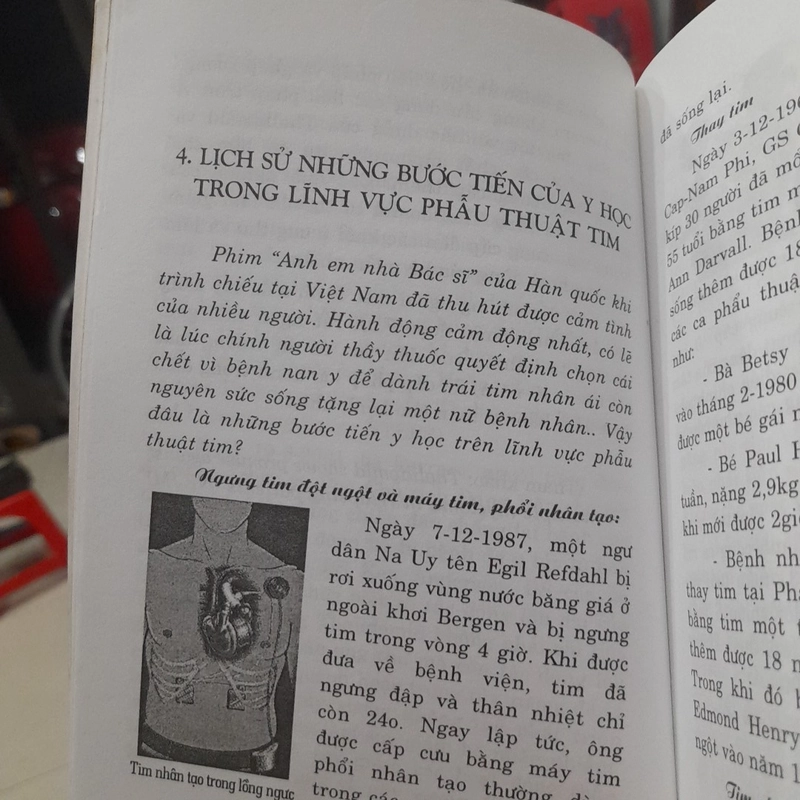 4. LỊCH SỬ NHỮNG BƯỚC TIẾN CỦA Y HỌC
TRONG LĨNH VỰC PHẪU THUẬT TIM
Phim “Anh em nhà Bác sĩ” của Hàn quốc khi
trình chiếu tại Việt Nam đã thu hút được cảm tình
của nhiều người. Hành động cảm động nhất, có lẽ
là lúc chính người thầy thuốc quyết định chọn cái
chết vì bệnh nan y để dành trái tim nhân ái còn
nguyên sức sống tặng lại một nữ bệnh nhân.. Vậy
đâu là những bước tiến y học trên lĩnh vực phẫu
thuật tim?
Ngưng tim đột ngột và máy tim, phổi nhân tạo:
Ngày 7-12-1987, một ngư
dân Na Uy tên Egil Refdahl bị
rơi xuống vùng nước băng giá ở
ngoài khơi Bergen và bị ngưng
tim trong vòng 4 giờ. Khi được
đưa về bệnh viện, tim đã
ngưng đập và thân nhiệt chỉ
còn 24o. Ngay lập tức, ông
được cấp cưu bằng máy tim
phổi nhân tạo thường
trong các
Tim nhân tạo trong lồng ngực
đã sống lại.
Thay tim
Ngày 3-12-19
Cap-Nam Phi, GS
kíp 30 người đã mổ
55 tuổi bằng tim m
Ann Darvall. Bệnh
sống thêm được 18
các ca phẩu thuậ
như:
- Bà Betsy
vào tháng 2-1980
được một bé gái
- Bé Paul H
tuần, nặng 2,9kg
khi mới được 2giờ
- Bệnh nh
thay tim tại Ph
bằng tim một
thêm được 18
Trong khi đó
Edmond Henry
ngột vào năm 1